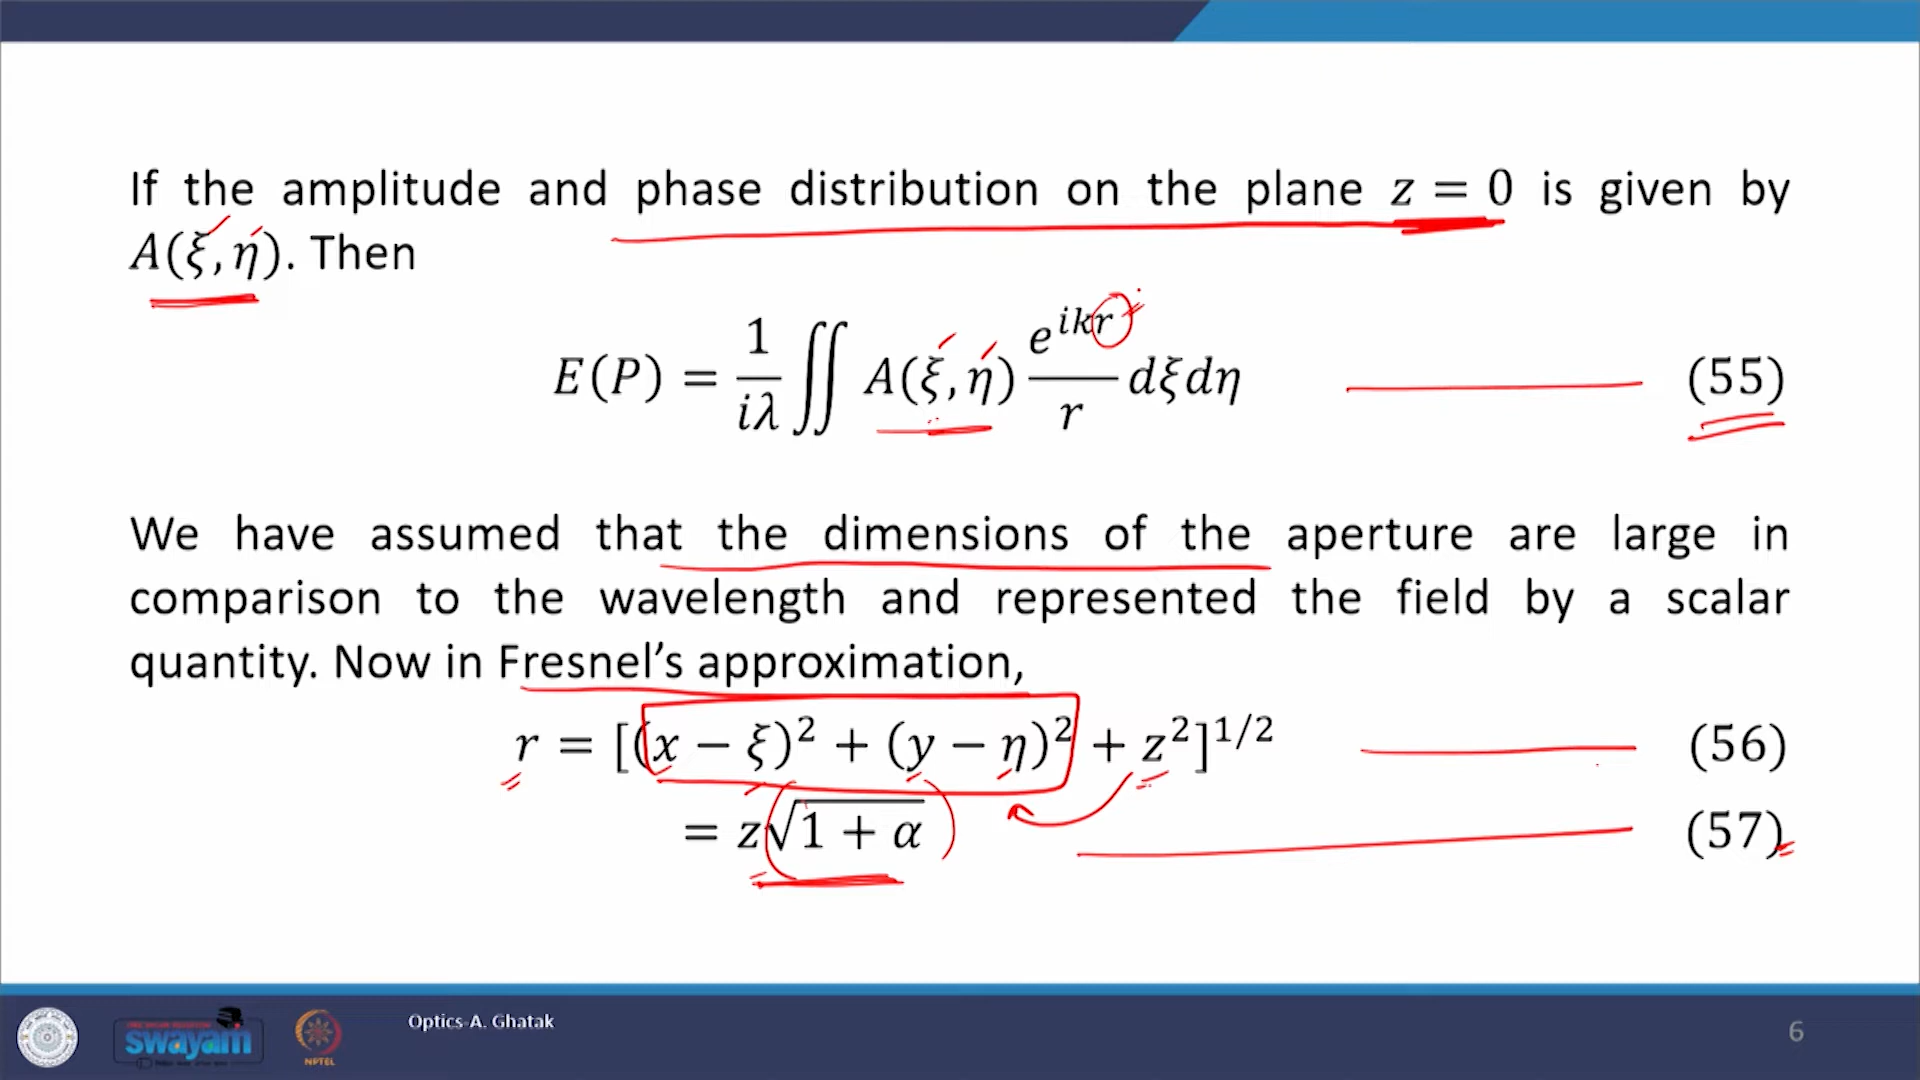 If the amplitude and phase distribution on the plane z = 0 is given by
A(ξ, η). Then
E(P) = 1/iλ ∬ A(ξ, η) e^{ikr}/r dξdη (55)
We have assumed that the dimensions of the aperture are large in
comparison to the wavelength and represented the field by a scalar
quantity. Now in Fresnel's approximation,
r = [(x − ξ)² + (y − η)² + z²]^{1/2} (56)
= z√(1 + α) (57)
swayam
NPTEL
Optics-A. Ghatak
6